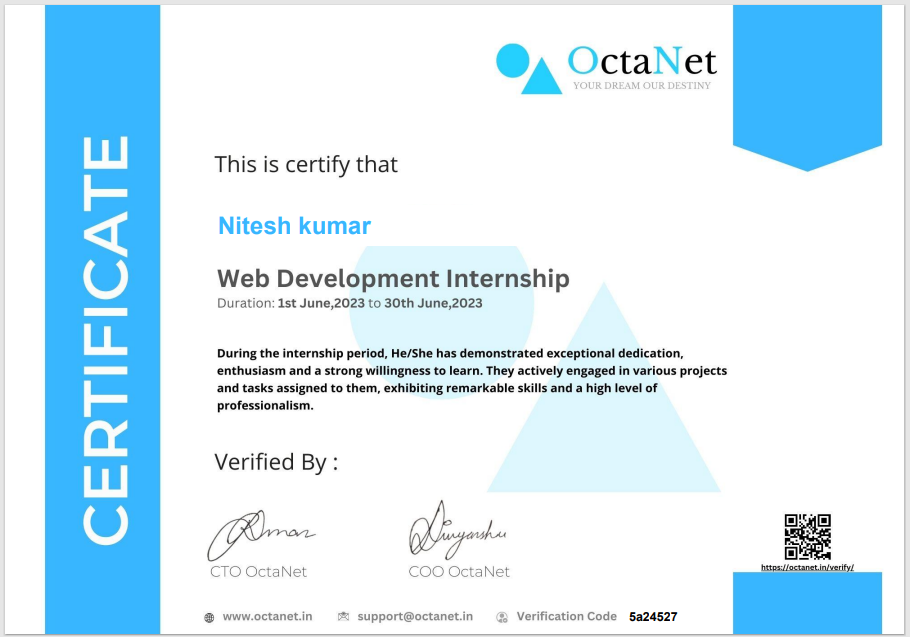 OctaNet
YOUR DREAM OUR DESTINY
CERTIFICATE
This is certify that
Nitesh kumar
Web Development Internship
Duration: 1st June,2023 to 30th June,2023
During the internship period, He/She has demonstrated exceptional dedication,
enthusiasm and a strong willingness to learn. They actively engaged in various projects
and tasks assigned to them, exhibiting remarkable skills and a high level of
professionalism.
Verified By :
CTO OctaNet
COO OctaNet
https://octanet.in/verify/
www.octanet.in support@octanet.in Verification Code 5a24527